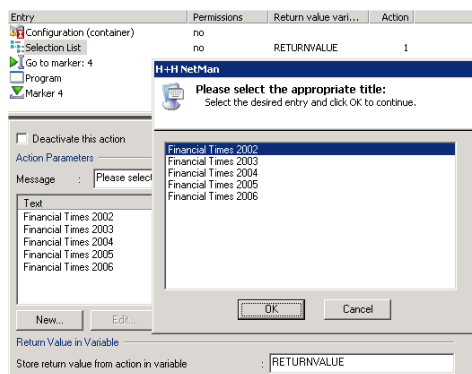 Entry Permissions Return value vari... Action
Configuration (container) no
Selection List no RETURNVALUE 1
Go to marker: 4
Program
Marker 4
H+H NetMan
Please select the appropriate title:
Select the desired entry and click OK to continue.
Financial Times 2002
Financial Times 2003
Financial Times 2004
Financial Times 2005
Financial Times 2006
OK Cancel
Deactivate this action
Action Parameters
Message : Please select
Text
Financial Times 2002
Financial Times 2003
Financial Times 2004
Financial Times 2005
Financial Times 2006
New... Edit...
Return Value in Variable
Store return value from action in variable : RETURNVALUE